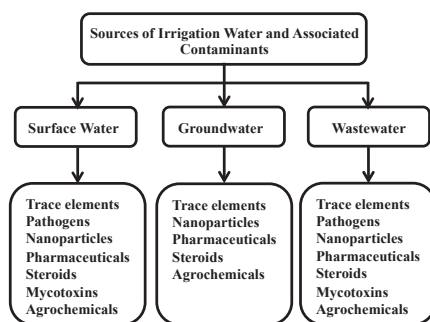 Sources of Irrigation Water and Associated
Contaminants
Surface Water
Groundwater
Wastewater
Trace elements
Pathogens
Nanoparticles
Pharmaceuticals
Steroids
Mycotoxins
Agrochemicals
Trace elements
Nanoparticles
Pharmaceuticals
Steroids
Agrochemicals
Trace elements
Pathogens
Nanoparticles
Pharmaceuticals
Steroids
Mycotoxins
Agrochemicals